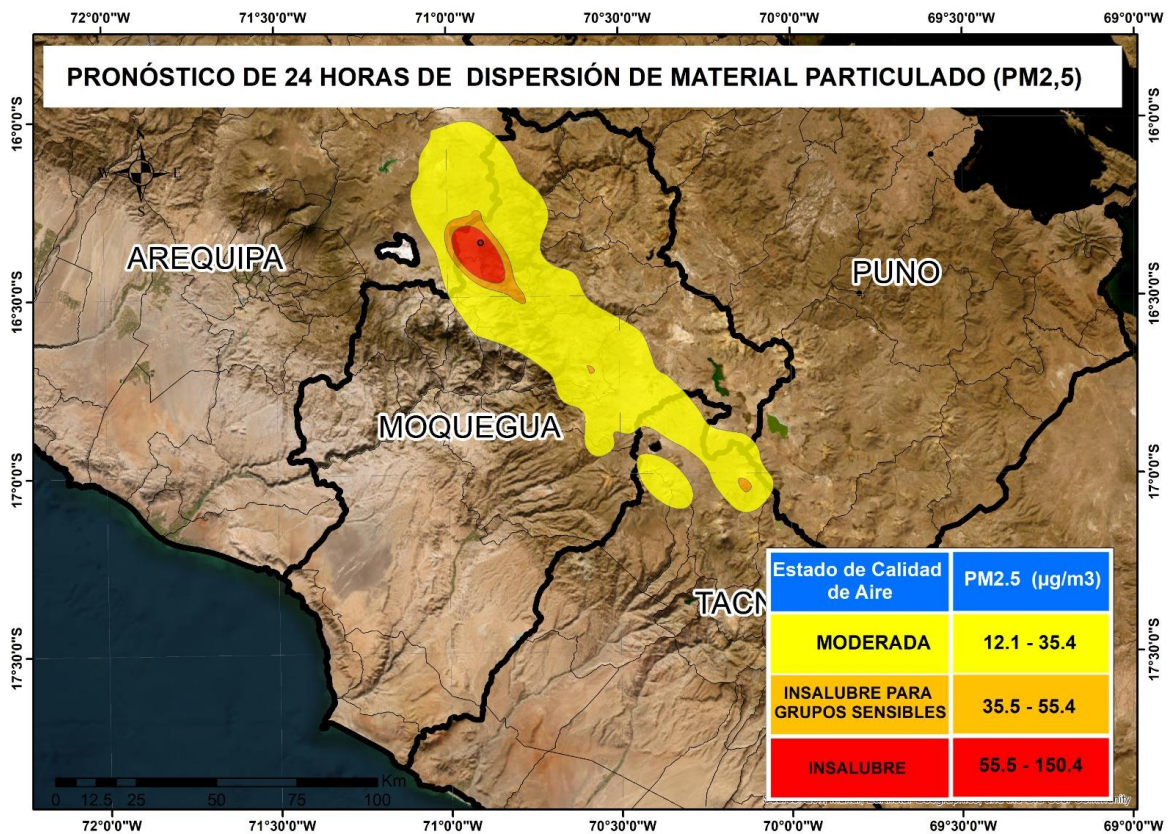 72°0'0"W 71°30'0"W 71°0'0"W 70°30'0"W 70°0'0"W 69°30'0"W 69°0'0"W
PRONÓSTICO DE 24 HORAS DE DISPERSIÓN DE MATERIAL PARTICULADO (PM2,5)
16°0'0"S 16°0'0"S
N
W E
S
AREQUIPA
PUNO
16°30'0"S 16°30'0"S
MOQUEGUA
17°0'0"S 17°0'0"S
TACN
Estado de Calidad de Aire PM2.5 (µg/m3)
MODERADA 12.1 - 35.4
INSALUBRE PARA GRUPOS SENSIBLES 35.5 - 55.4
INSALUBRE 55.5 - 150.4
17°30'0"S 17°30'0"S
Km
0 12.5 25 50 75 100
72°0'0"W 71°30'0"W 71°0'0"W 70°30'0"W 70°0'0"W 69°30'0"W 69°0'0"W